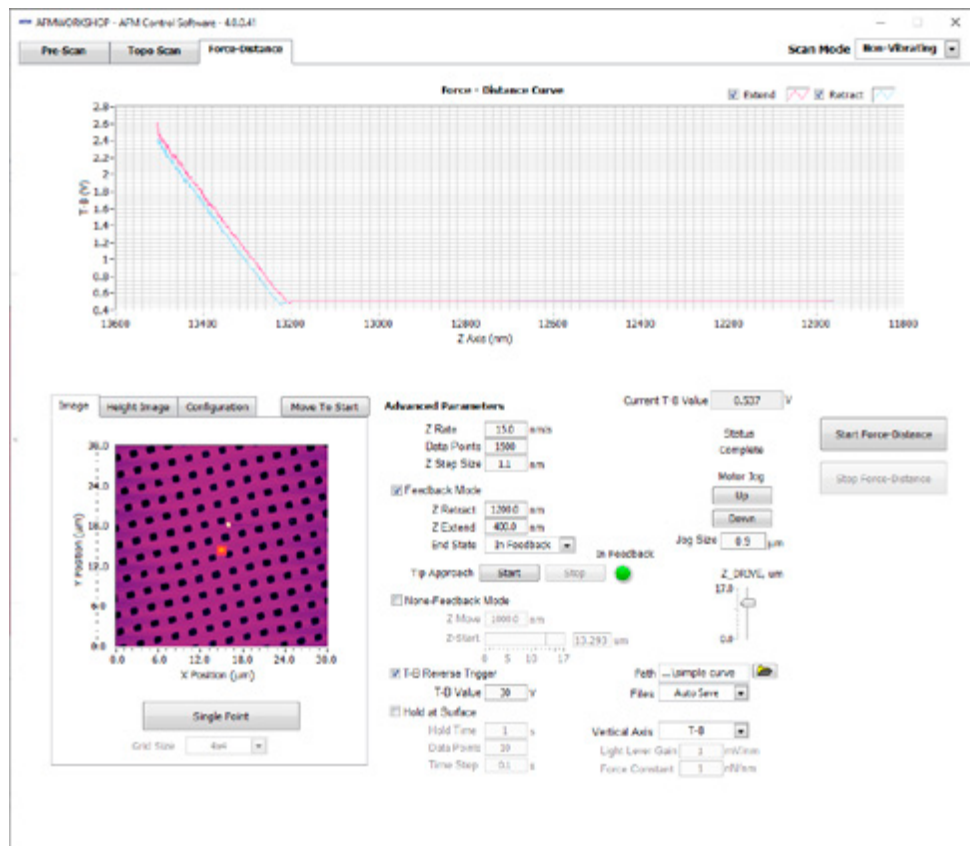 AFMWORKSHOP - AFM Control Software - 4.0.0.41
Pre-Scan Topo Scan Force-Distance Scan Mode Non-Vibrating
Force - Distance Curve
Extend Retract
2.8
2.6
2.4
2.2
2
1.8
1.6
1.4
1.2
1
0.8
0.6
0.4
T-B (V)
13600 13400 13200 13000 12800 12600 12400 12200 11800
Z Axis (nm)
Image Height Image Configuration Move To Start
Advanced Parameters
Current T-B Value 0.537 V
Z Rate 15.0
Data Points 1500
Z Step Size 1.1 nm
Status
Complete
Start Force-Distance
Stop Force-Distance
Motor Jog
Up
Down
Jog Size 0.9 μm
Feedback Mode
Z Retract 1200.0 nm
Z Extend 400.0 nm
End State In Feedback
In Feedback
Tip Approach Start Stop
Z_DRIVE, um
17.0
0.0
None-Feedback Mode
Z Move 1000.0 nm
Z-Start 13.293 um
0 5 10 17
Y Position (μm)
24.0
18.0
12.0
6.0
0.0
0.0 6.0 12.0 18.0 24.0 30.0
X Position (μm)
Single Point
Grid Size 4x4
T-B Reverse Trigger
T-B Value V
Hold at Surface
Hold Time 1 s
Data Points
Time Step 0.1 s
Path ...\sample curve
Files Auto Save
Vertical Axis T-B
Light Lever Gain 1 mV/nm
Force Constant nN/nm